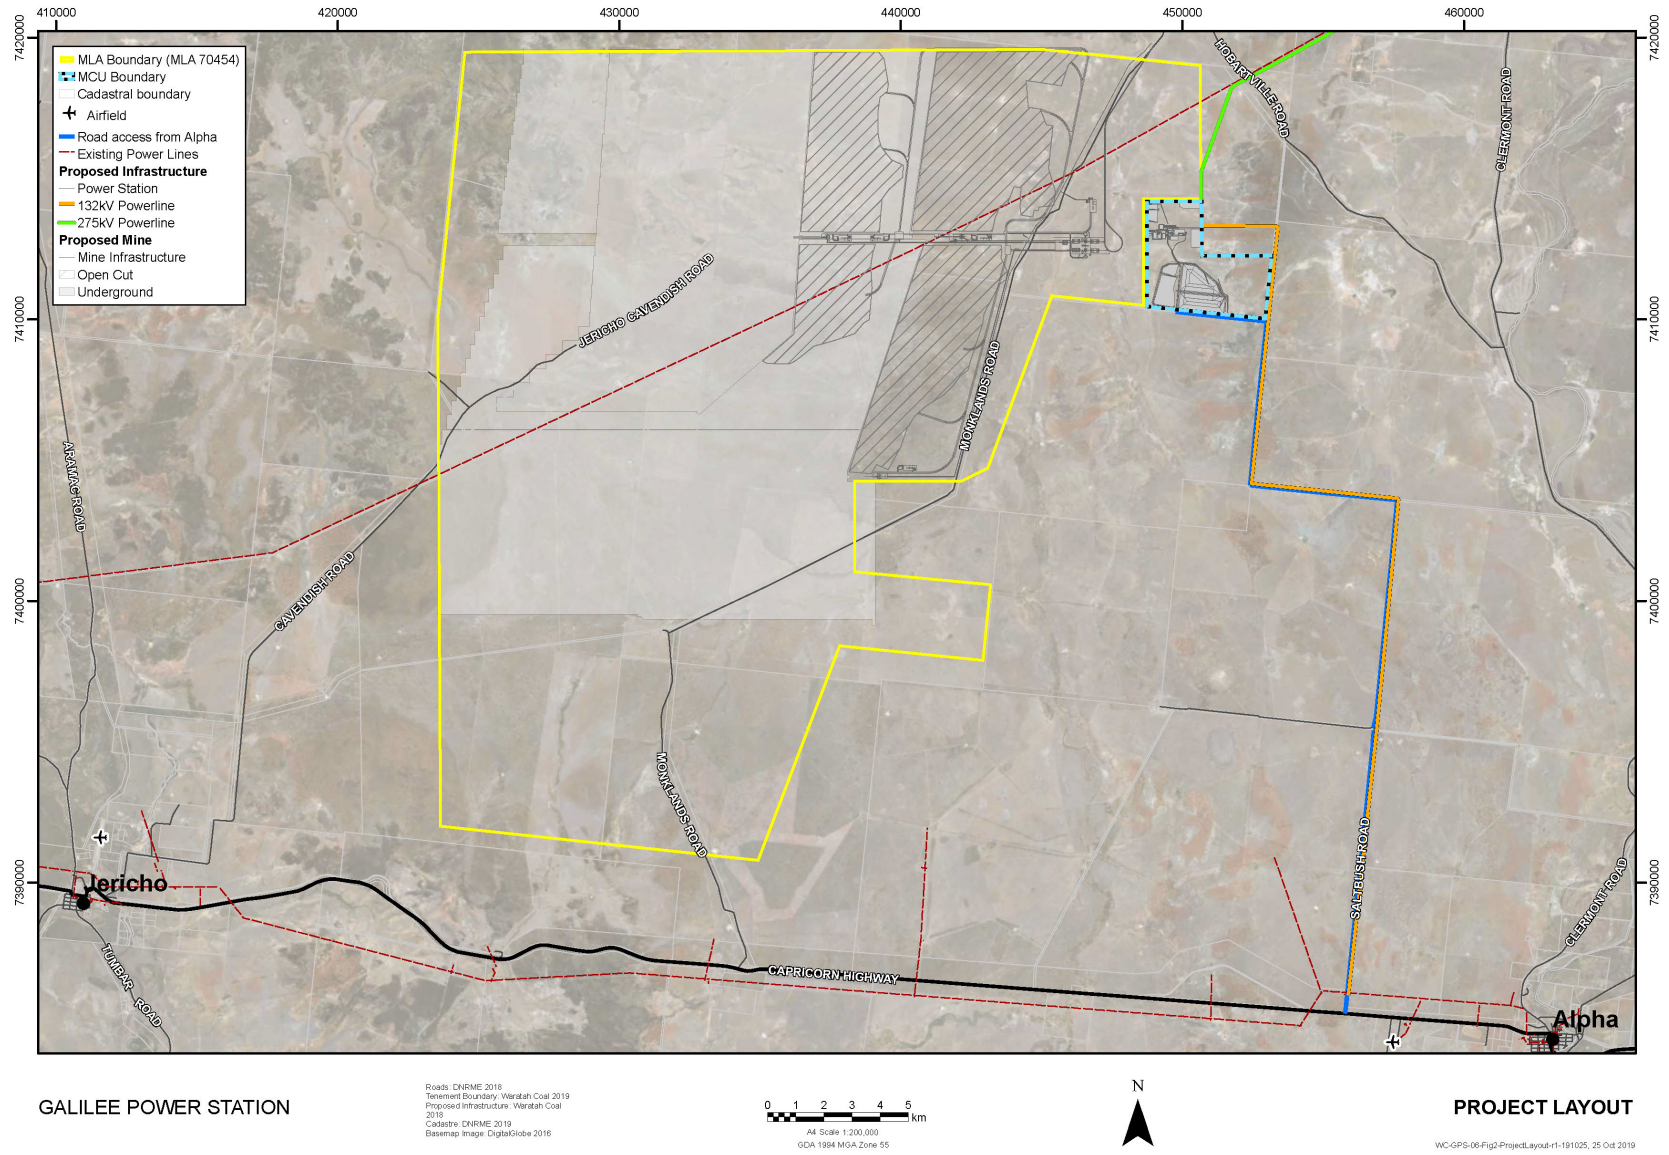 410000
420000
430000
440000
450000
460000
7420000
7420000
MLA Boundary (MLA 70454)
MCU Boundary
Cadastral boundary
Airfield
Road access from Alpha
Existing Power Lines
Proposed Infrastructure
Power Station
132kV Powerline
275kV Powerline
Proposed Mine
Mine Infrastructure
Open Cut
Underground
HOBARTVILLE ROAD
CLERMONT ROAD
JERICHO CAVENDISH ROAD
7410000
7410000
MONKLANDS ROAD
ARAMAC ROAD
CAVENDISH ROAD
7400000
7400000
MONKLANDS ROAD
SALTBUSH ROAD
7390000
7390000
Jericho
CLERMONT ROAD
TUMBAR ROAD
CAPRICORN HIGHWAY
Alpha
GALILEE POWER STATION
Roads: DNRME 2018
Tenement Boundary: Waratah Coal 2019
Proposed Infrastructure: Waratah Coal
2018
Cadastre: DNRME 2019
Basemap Image: DigitalGlobe 2016
0 1 2 3 4 5
km
A4 Scale 1:200,000
GDA 1994 MGA Zone 55
N
PROJECT LAYOUT
WC-GPS-06-Fig2-ProjectLayout-r1-191025, 25 Oct 2019